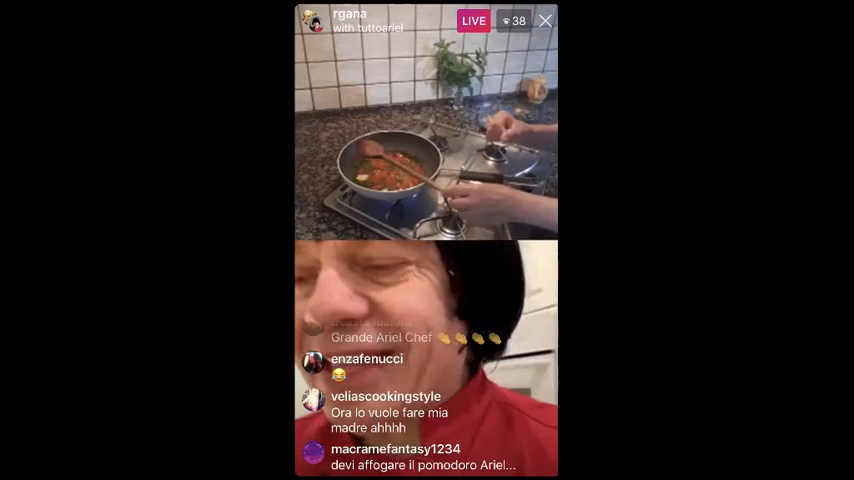 rgana
with tuttoariel
LIVE
38
Grande Ariel Chef 👏👏👏👏
enzafenucci
😂
veliascookingstyle
Ora lo vuole fare mia
madre ahhhh
macramefantasy1234
devi affogare il pomodoro Ariel...